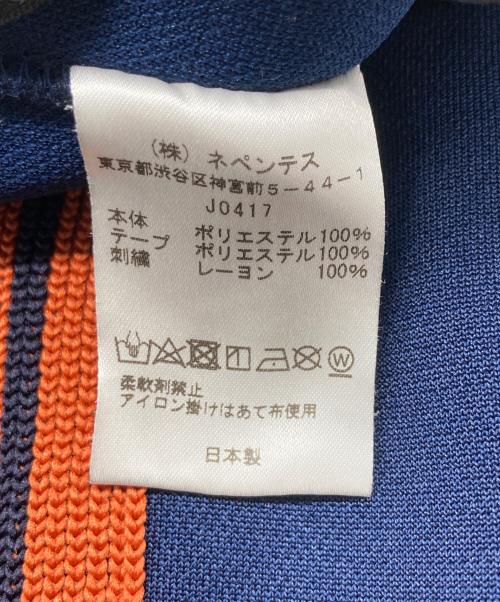 (株) ネペンテス
東京都渋谷区神宮前5-44-1
J0417
本体 ポリエステル100%
テープ ポリエステル100%
刺繍 レーヨン 100%
W
柔軟剤禁止
アイロン掛けはあて布使用
日本製